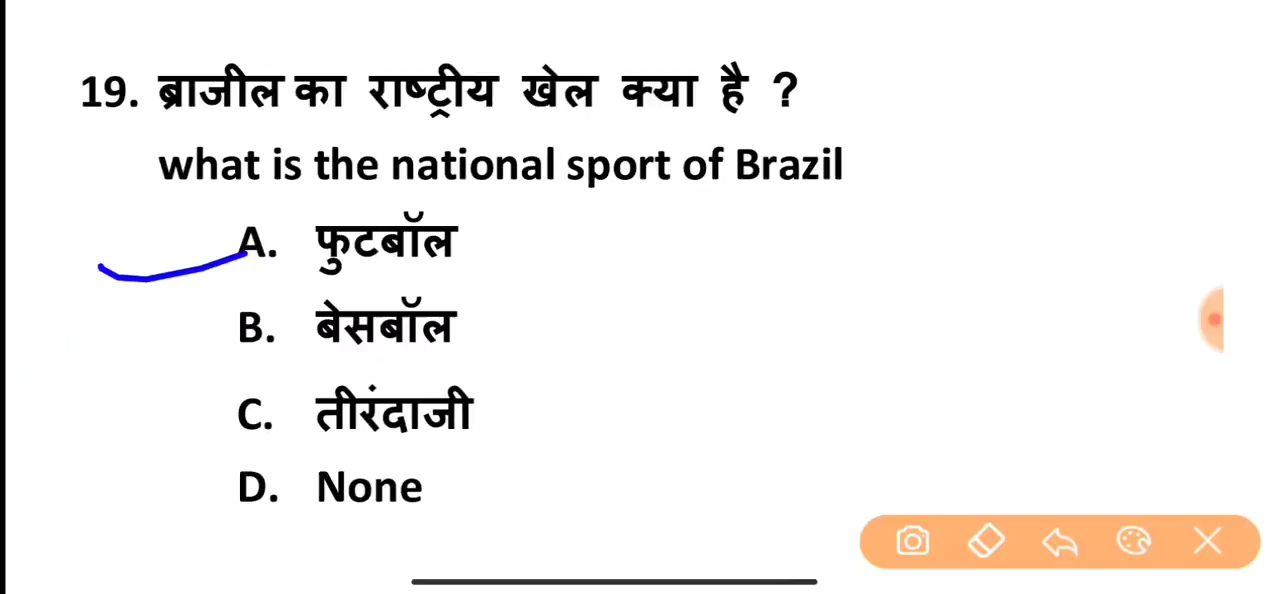 19. ब्राजील का राष्ट्रीय खेल क्या है ?
what is the national sport of Brazil
A. फुटबॉल
B. बेसबॉल
C. तीरंदाजी
D. None